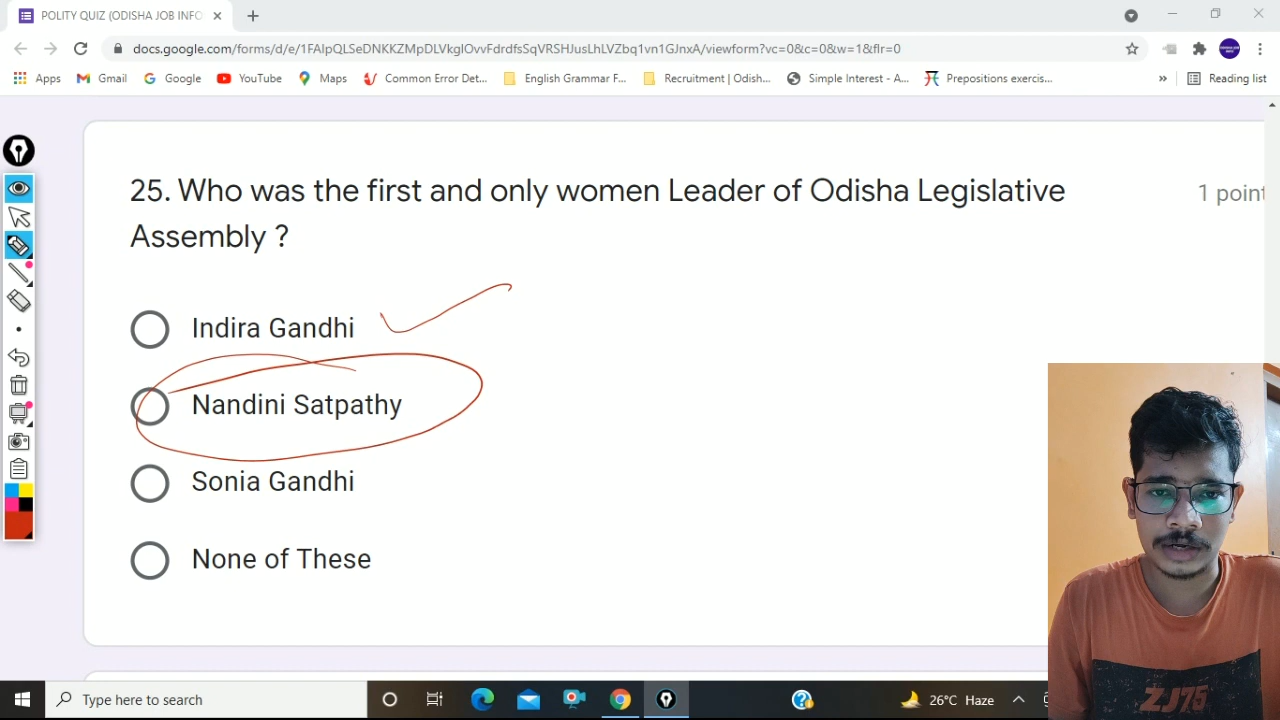 POLITY QUIZ (ODISHA JOB INFO
docs.google.com/forms/d/e/1FAIpQLSeDNKKZMpDLVkglOvvFdrdfsSqVRSHJusLhLVZbq1vn1GJnxA/viewform?vc=0&c=0&w=1&flr=0
Apps Gmail Google YouTube Maps Common Error Det... English Grammar F... Recruitment | Odish... Simple Interest - A... Prepositions exercis... » Reading list
25. Who was the first and only women Leader of Odisha Legislative
Assembly ?
1 point
Indira Gandhi
Nandini Satpathy
Sonia Gandhi
None of These
ZJ75
Type here to search
26°C Haze